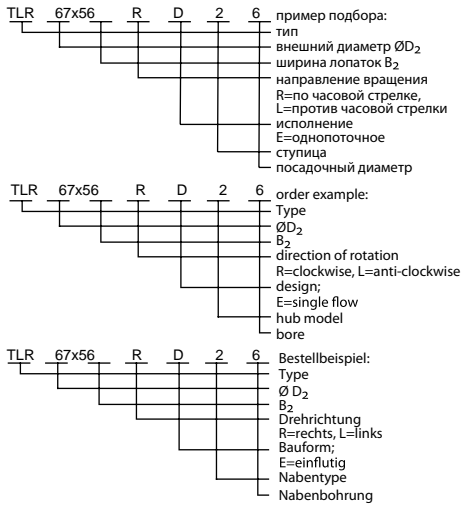 TLR 67x56 R D 2 6 пример подбора:
тип
внешний диаметр ØD2
ширина лопаток B2
направление вращения
R=по часовой стрелке,
L=против часовой стрелки
исполнение
E=однопоточное
ступица
посадочный диаметр
TLR 67x56 R D 2 6 order example:
Type
ØD2
B2
direction of rotation
R=clockwise, L=anti-clockwise
design;
E=single flow
hub model
bore
TLR 67x56 R D 2 6 Bestellbeispiel:
Type
Ø D2
B2
Drehrichtung
R=rechts, L=links
Bauform;
E=einflutig
Nabentype
Nabenbohrung